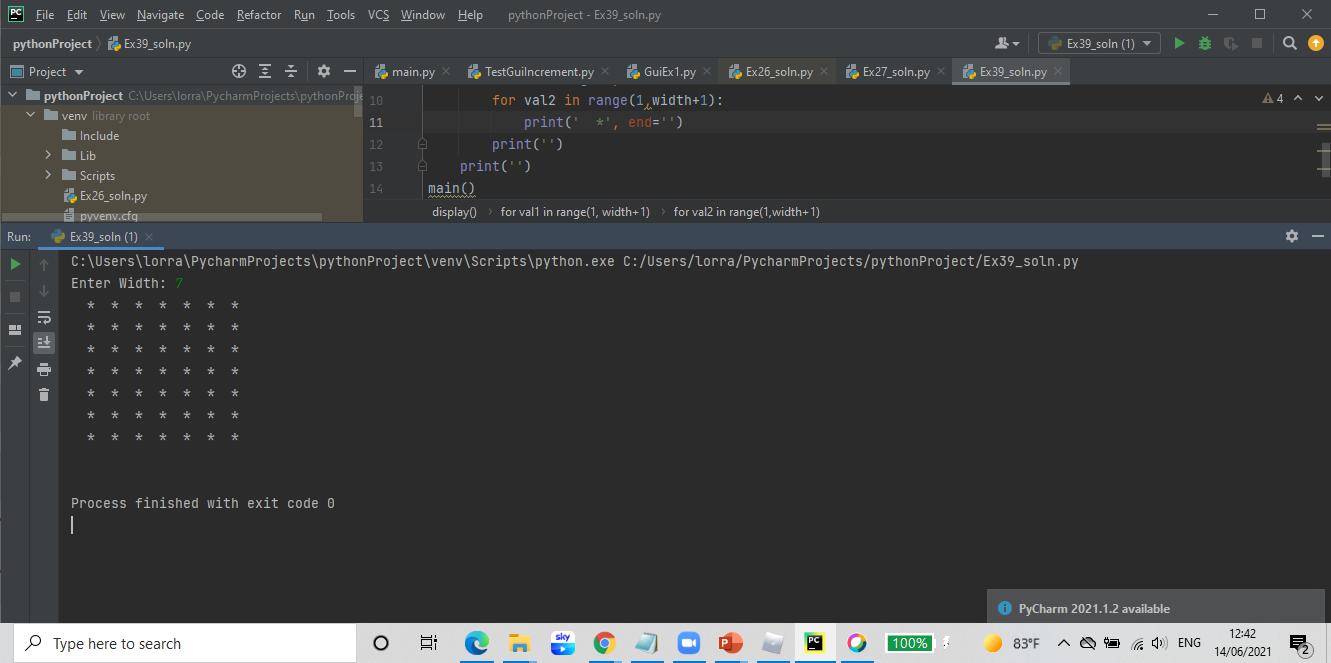 PC File Edit View Navigate Code Refactor Run Tools VCS Window Help pythonProject - Ex39_soln.py
pythonProject Ex39_soln.py Ex39_soln (1)
Project main.py TestGuiIncrement.py GuiEx1.py Ex26_soln.py Ex27_soln.py Ex39_soln.py
pythonProject C:\Users\lorra\PycharmProjects\pythonProje
venv library root
Include
Lib
Scripts
Ex26_soln.py
pyvenv.cfg
10 for val2 in range(1,width+1):
4
11 print('  *', end='')
12 print('')
13 print('')
14 main()
display() for val1 in range(1, width+1) for val2 in range(1,width+1)
Run: Ex39_soln (1)
C:\Users\lorra\PycharmProjects\pythonProject\venv\Scripts\python.exe C:/Users/lorra/PycharmProjects/pythonProject/Ex39_soln.py
Enter Width: 7
  *  *  *  *  *  *  *
  *  *  *  *  *  *  *
  *  *  *  *  *  *  *
  *  *  *  *  *  *  *
  *  *  *  *  *  *  *
  *  *  *  *  *  *  *
  *  *  *  *  *  *  *
Process finished with exit code 0
PyCharm 2021.1.2 available
Type here to search
sky
PC
100%
83°F
ENG
12:42
14/06/2021
2